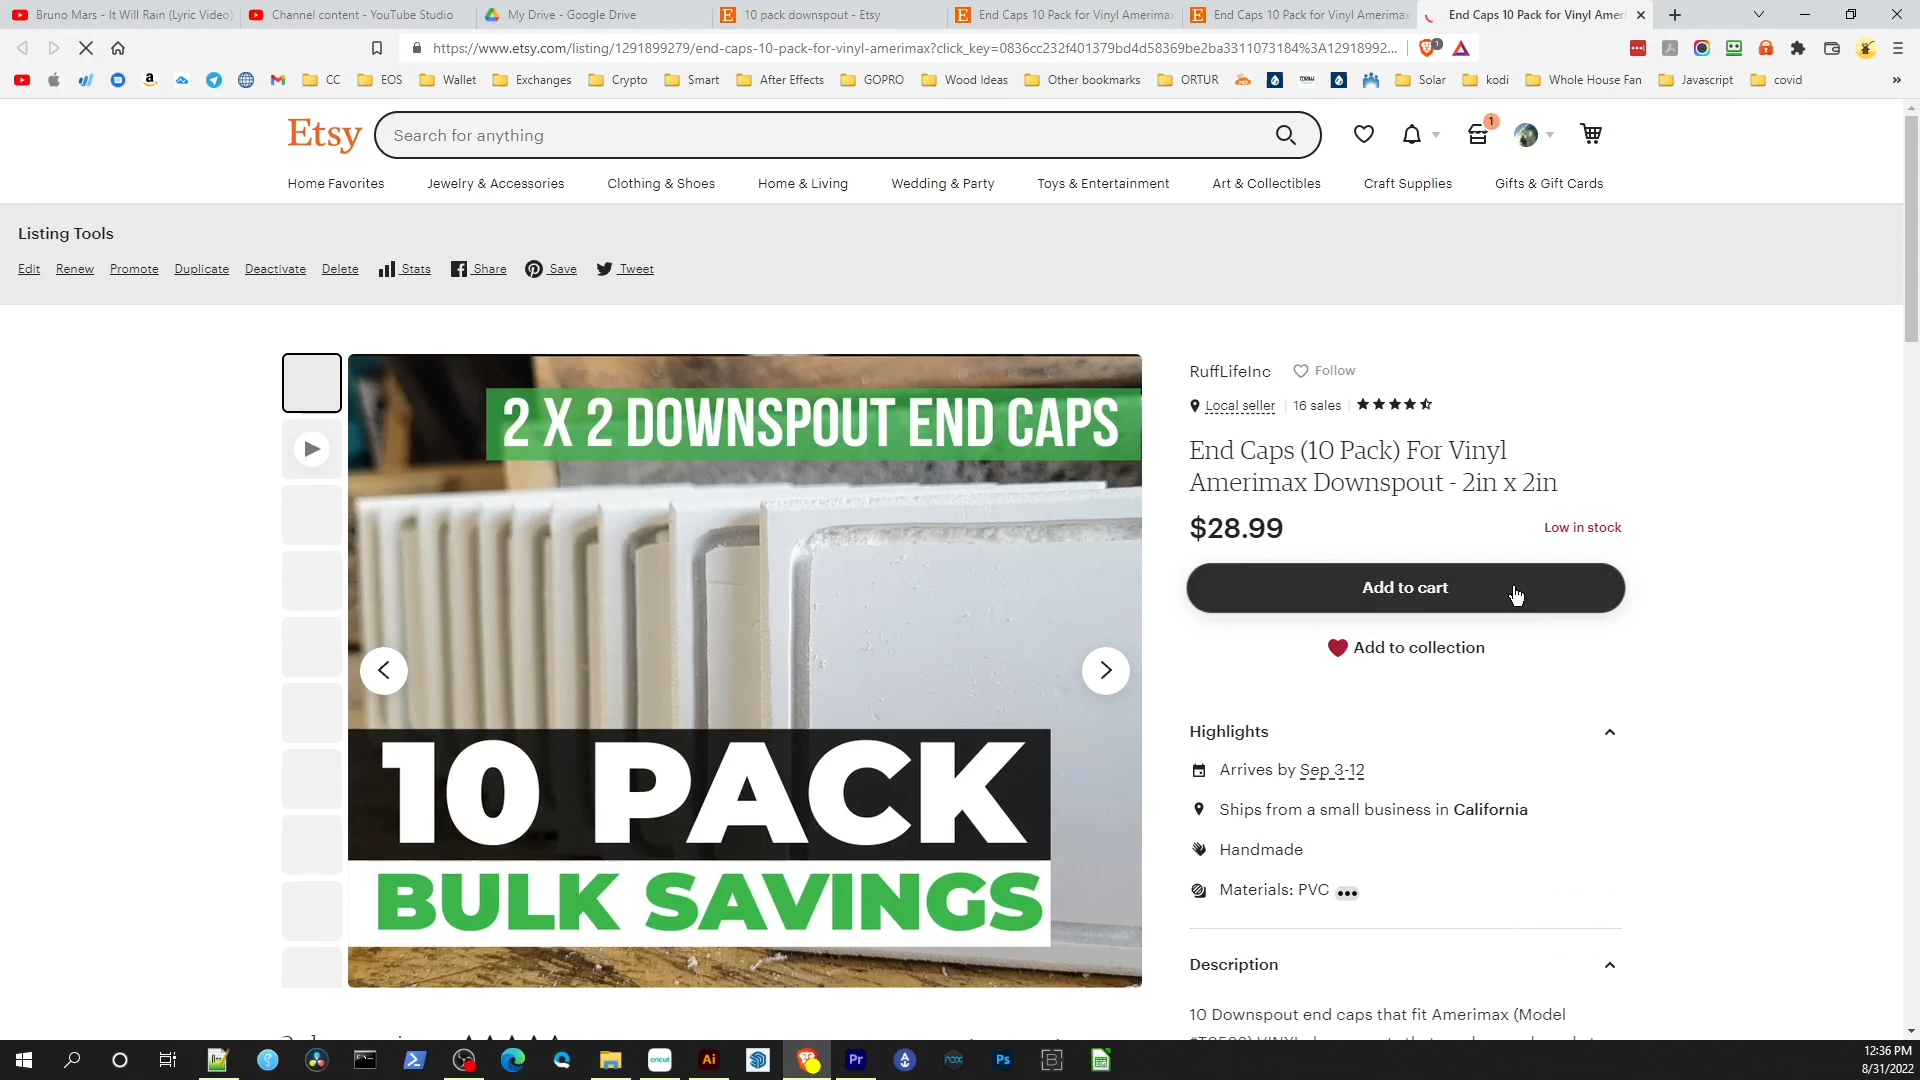 Bruno Mars - It Will Rain (Lyric Video)
Channel content - YouTube Studio
My Drive - Google Drive
10 pack downspout - Etsy
End Caps 10 Pack for Vinyl Amerimax
End Caps 10 Pack for Vinyl Amerimax
End Caps 10 Pack for Vinyl Ameri
https://www.etsy.com/listing/1291899279/end-caps-10-pack-for-vinyl-amerimax?click_key=0836cc232f401379bd4d58369be2ba3311073184%3A12918992...
1
CC
EOS
Wallet
Exchanges
Crypto
Smart
After Effects
GOPRO
Wood Ideas
Other bookmarks
ORTUR
Solar
kodi
Whole House Fan
Javascript
covid
»
Etsy
Search for anything
1
Home Favorites
Jewelry & Accessories
Clothing & Shoes
Home & Living
Wedding & Party
Toys & Entertainment
Art & Collectibles
Craft Supplies
Gifts & Gift Cards
Listing Tools
Edit Renew Promote Duplicate Deactivate Delete Stats Share Save Tweet
2 X 2 DOWNSPOUT END CAPS
10 PACK
BULK SAVINGS
RuffLifeInc Follow
Local seller 16 sales
End Caps (10 Pack) For Vinyl
Amerimax Downspout - 2in x 2in
$28.99 Low in stock
Add to cart
Add to collection
Highlights
Arrives by Sep 3-12
Ships from a small business in California
Handmade
Materials: PVC
Description
10 Downspout end caps that fit Amerimax (Model
cricut
Ai
Pr
nox
Ps
12:36 PM
8/31/2022